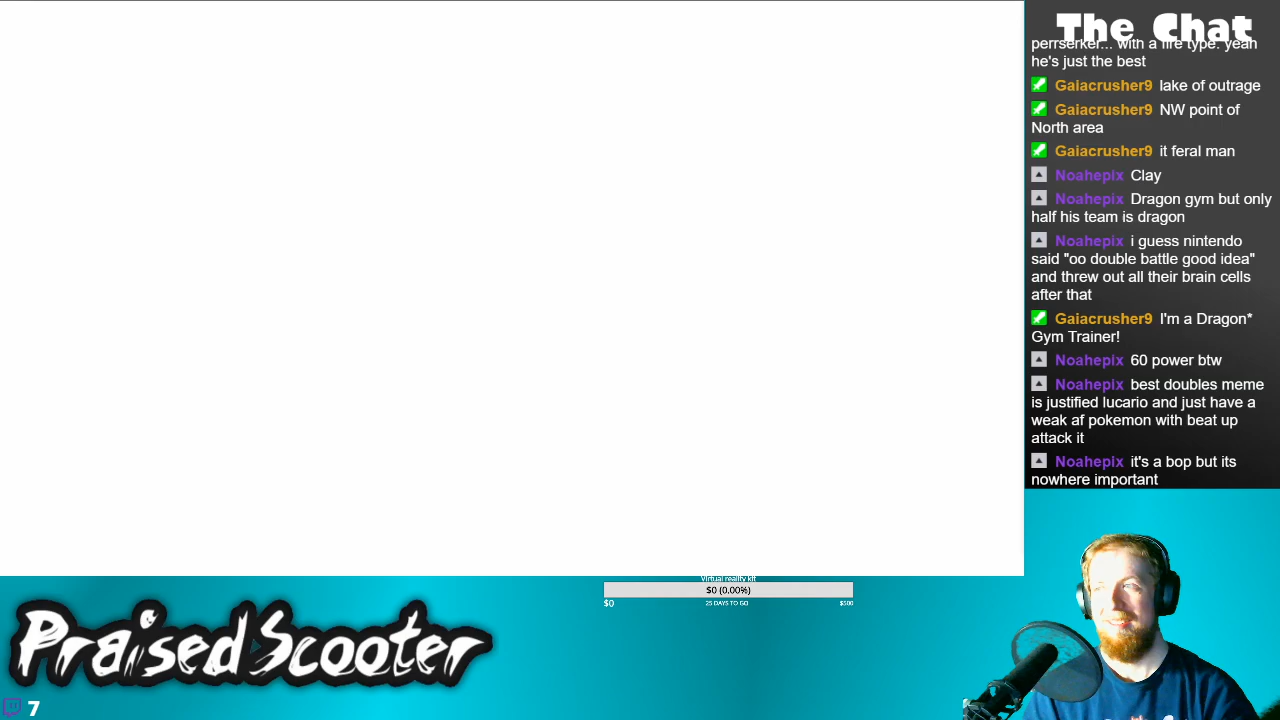 The Chat
perrserker... with a fire type. yeah
he's just the best
Gaiacrusher9 lake of outrage
Gaiacrusher9 NW point of
North area
Gaiacrusher9 it feral man
Noahepix Clay
Noahepix Dragon gym but only
half his team is dragon
Noahepix i guess nintendo
said "oo double battle good idea"
and threw out all their brain cells
after that
Gaiacrusher9 I'm a Dragon*
Gym Trainer!
Noahepix 60 power btw
Noahepix best doubles meme
is justified lucario and just have a
weak af pokemon with beat up
attack it
Noahepix it's a bop but its
nowhere important
Virtual reality kit
$0 (0.00%)
$0 25 DAYS TO GO $500
PraisedScooter
7